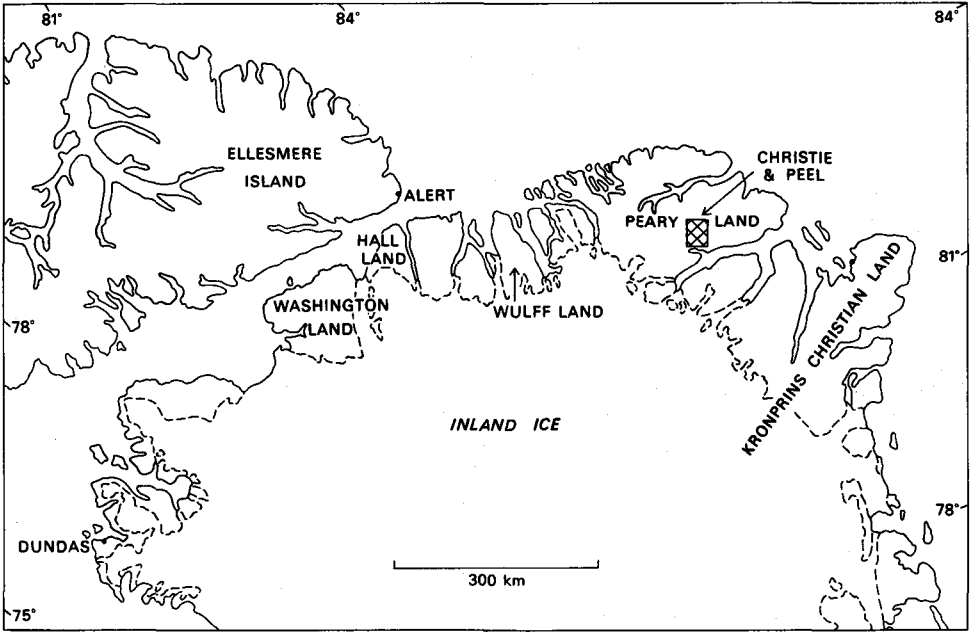 81°
84°
84°
CHRISTIE
& PEEL
ELLESMERE
ISLAND
ALERT
PEARY LAND
HALL
LAND
81°
WASHINGTON
LAND
WULFF LAND
78°
KRONPRINS CHRISTIAN LAND
INLAND ICE
78°
DUNDAS
300 km
75°